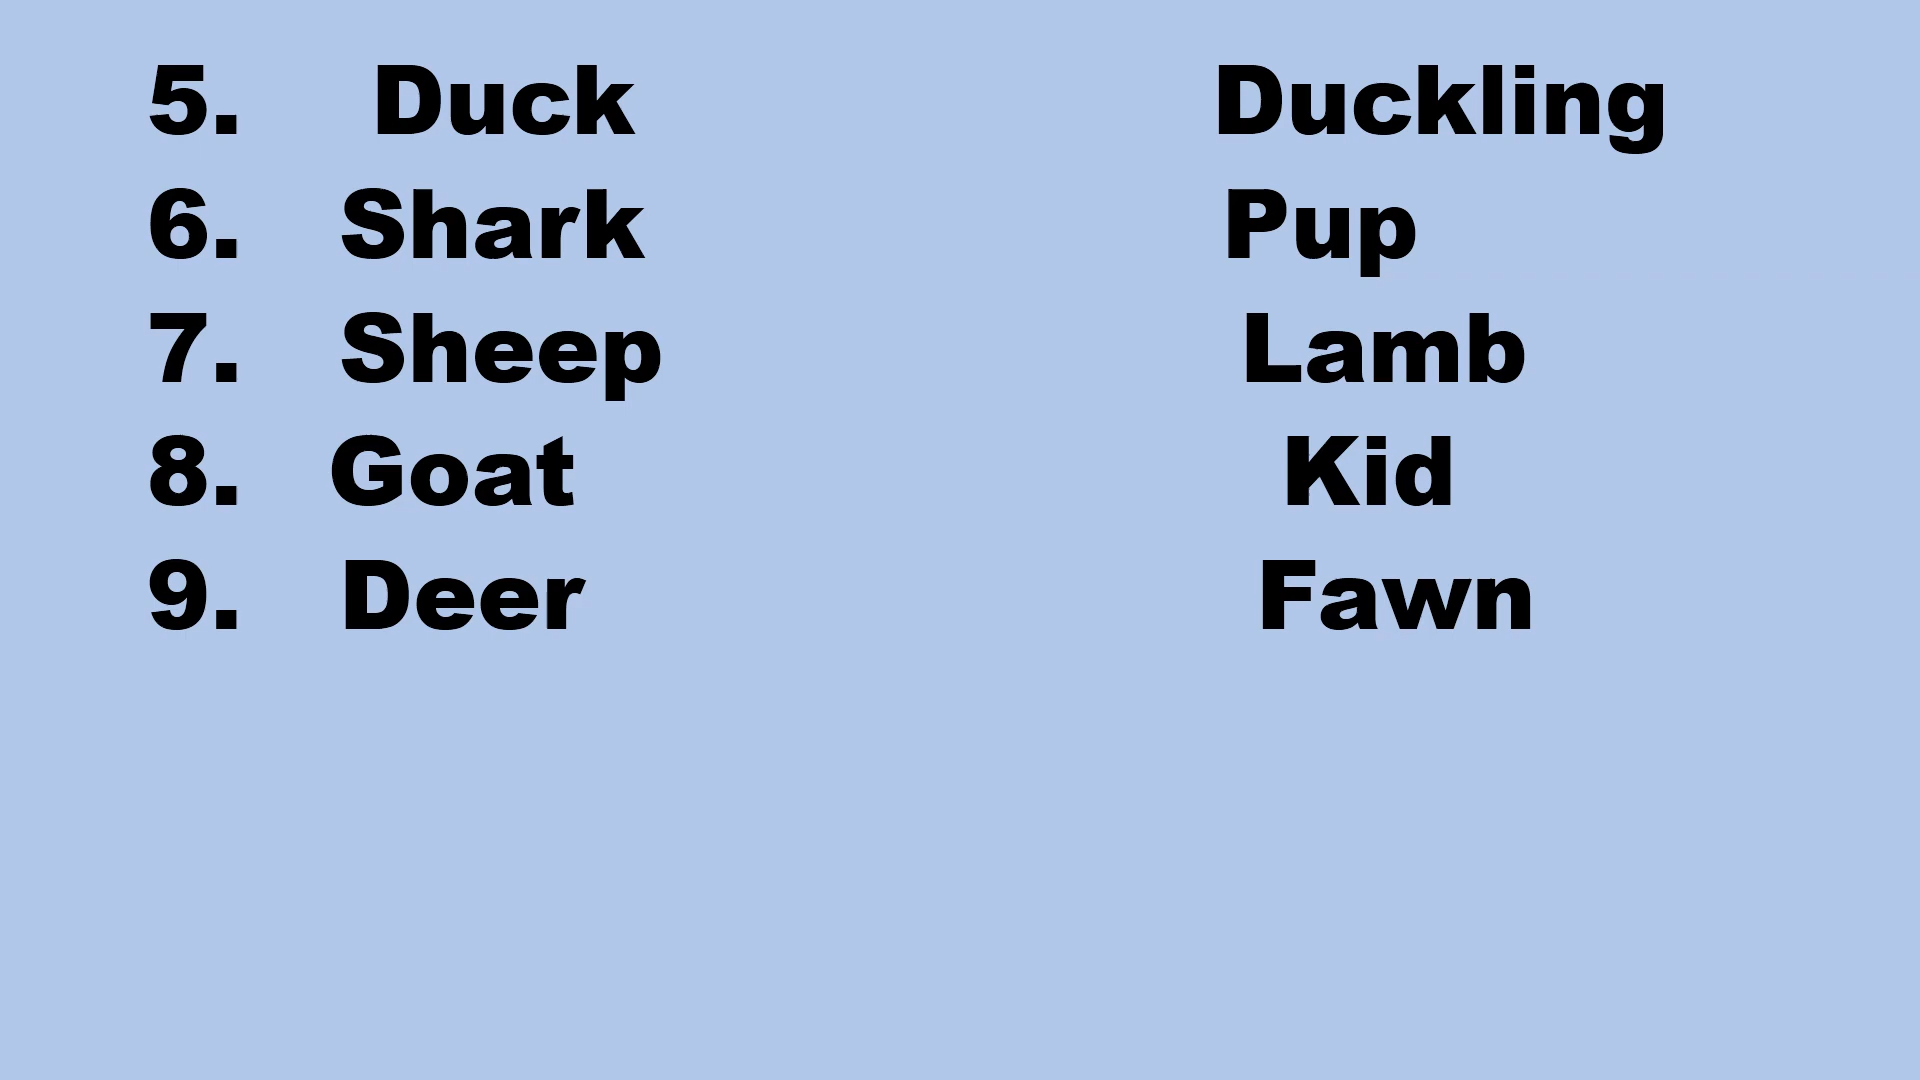 5. Duck Duckling
6. Shark Pup
7. Sheep Lamb
8. Goat Kid
9. Deer Fawn